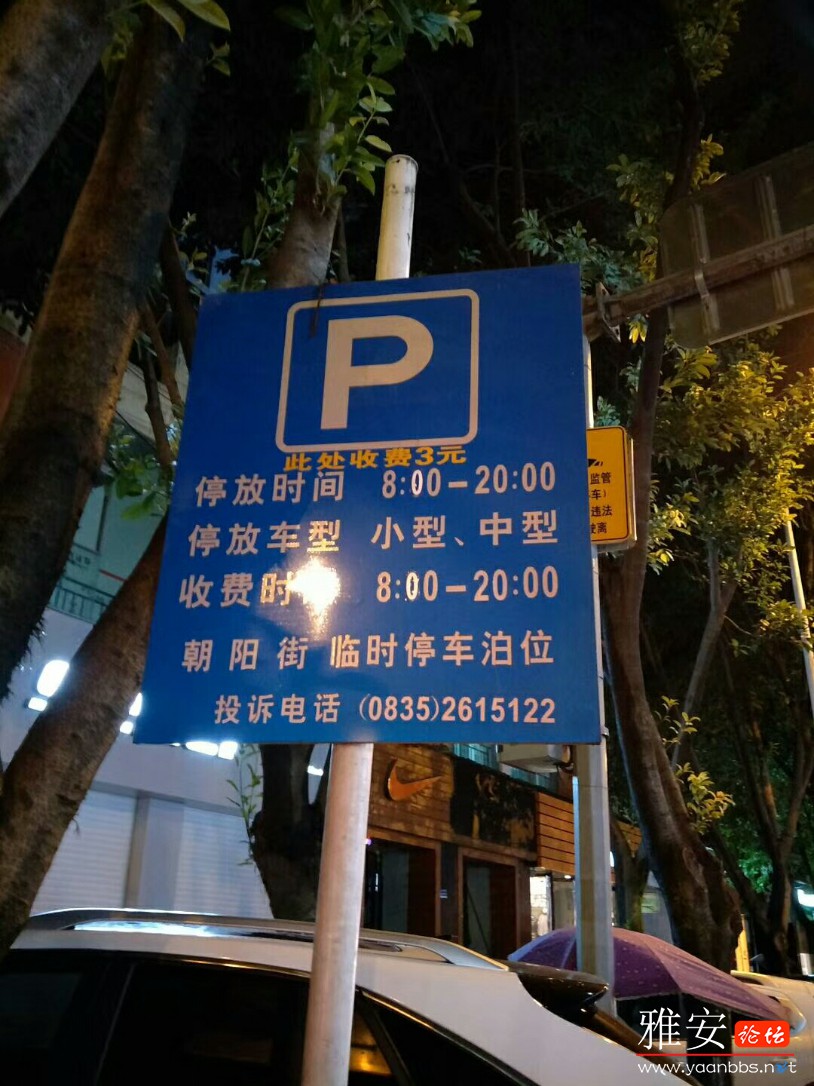 P
此处收费3元
停放时间 8:00－20:00
停放车型 小型、中型
收费时 8:00－20:00
朝阳街 临时停车泊位
投诉电话 (0835)2615122
监管
车）
违法
驶离
雅安论坛
www.yaanbbs.net